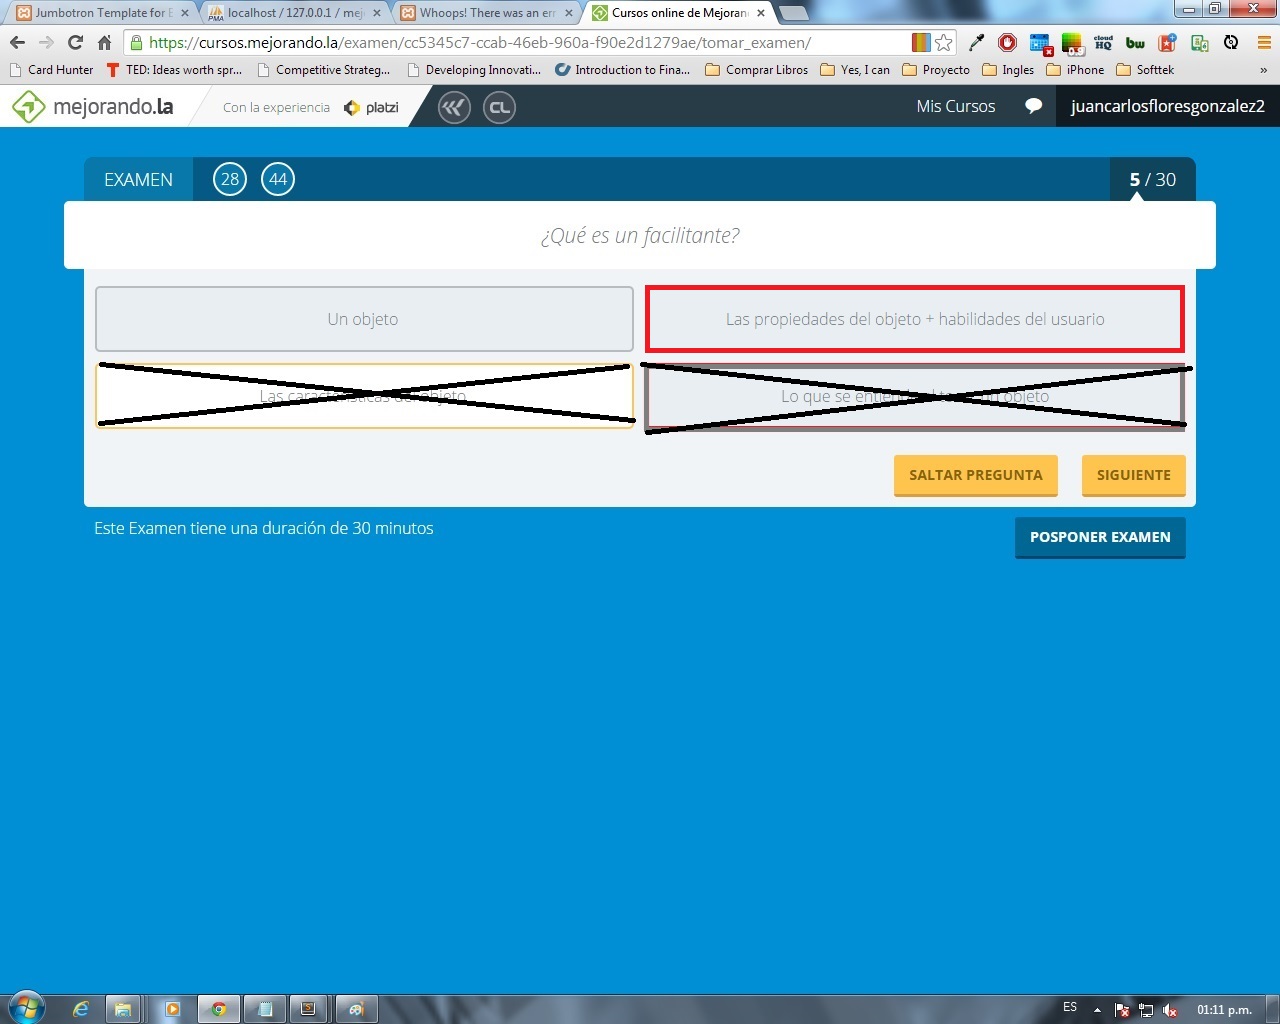 Jumbotron Template for B
localhost / 127.0.0.1 / mej
Whoops! There was an err
Cursos online de Mejoran
https://cursos.mejorando.la/examen/cc5345c7-ccab-46eb-960a-f90e2d1279ae/tomar_examen/
cloud HQ
bw
Card Hunter
TED: Ideas worth spr...
Competitive Strateg...
Developing Innovati...
Introduction to Fina...
Comprar Libros
Yes, I can
Proyecto
Ingles
iPhone
Softtek
»
mejorando.la
Con la experiencia
platzi
CL
Mis Cursos
juancarlosfloresgonzalez2
EXAMEN
28
44
5 / 30
¿Qué es un facilitante?
Un objeto
Las propiedades del objeto + habilidades del usuario
Las características del objeto
Lo que se entiende al objeto
SALTAR PREGUNTA
SIGUIENTE
Este Examen tiene una duración de 30 minutos
POSPONER EXAMEN
ES
01:11 p.m.